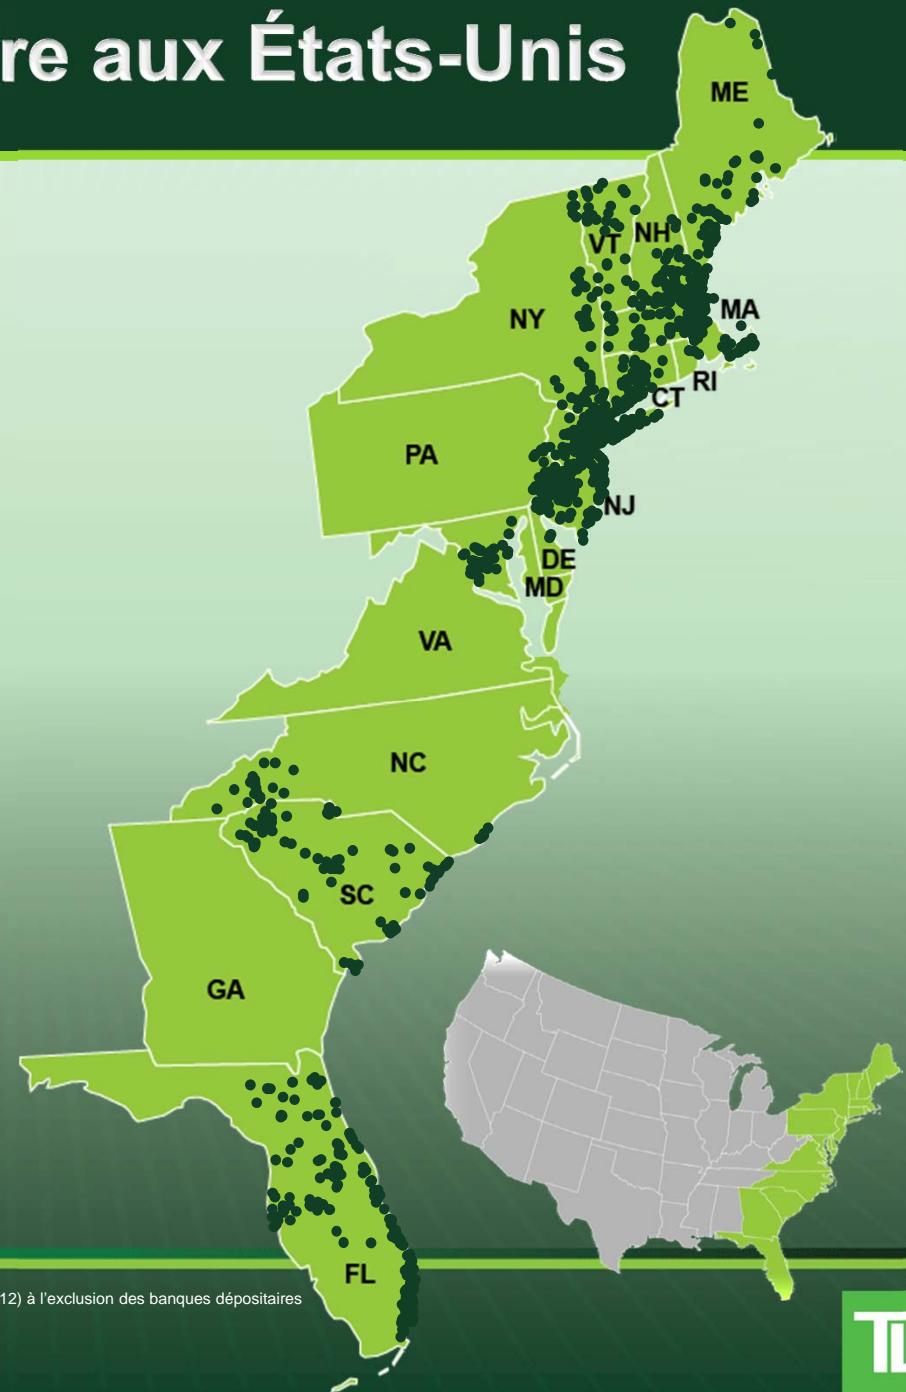 re aux États-Unis
ME
VT
NH
NY
MA
RI
CT
PA
NJ
DE
MD
VA
NC
SC
GA
FL
12) à l'exclusion des banques dépositaires